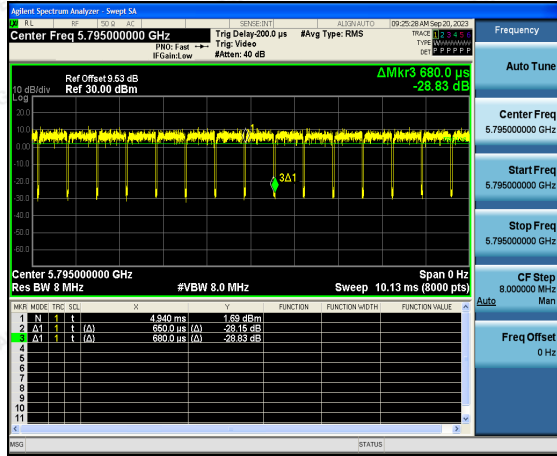 Agilent Spectrum Analyzer - Swept SA
RL RF 50 Ω AC SENSE:INT ALIGNAUTO 09:25:28 AM Sep 20, 2023
Center Freq 5.795000000 GHz
Trig Delay-200.0 µs #Avg Type: RMS
TRACE 1 2 3 4 5 6
PNO: Fast
Trig: Video
TYPE
IFGain:Low
#Atten: 40 dB
DET P P P P P P
Frequency
Auto Tune
Ref Offset 9.53 dB
ΔMkr3 680.0 µs
10 dB/div
Ref 30.00 dBm
-28.83 dB
Log
20.0
10.0
0.00
-10.0
-20.0
-30.0
-40.0
-50.0
-60.0
1
3Δ1
Center 5.795000000 GHz
Span 0 Hz
Res BW 8 MHz
#VBW 8.0 MHz
Sweep 10.13 ms (8000 pts)
MKR MODE TRC SCL X Y FUNCTION FUNCTION WIDTH FUNCTION VALUE
1 N 1 t 4.940 ms 1.69 dBm
2 Δ1 1 t (Δ) 650.0 µs (Δ) -28.15 dB
3 Δ1 1 t (Δ) 680.0 µs (Δ) -28.83 dB
4
5
6
7
8
9
10
11
MSG
STATUS
Center Freq
5.795000000 GHz
Start Freq
5.795000000 GHz
Stop Freq
5.795000000 GHz
CF Step
8.000000 MHz
Auto Man
Freq Offset
0 Hz